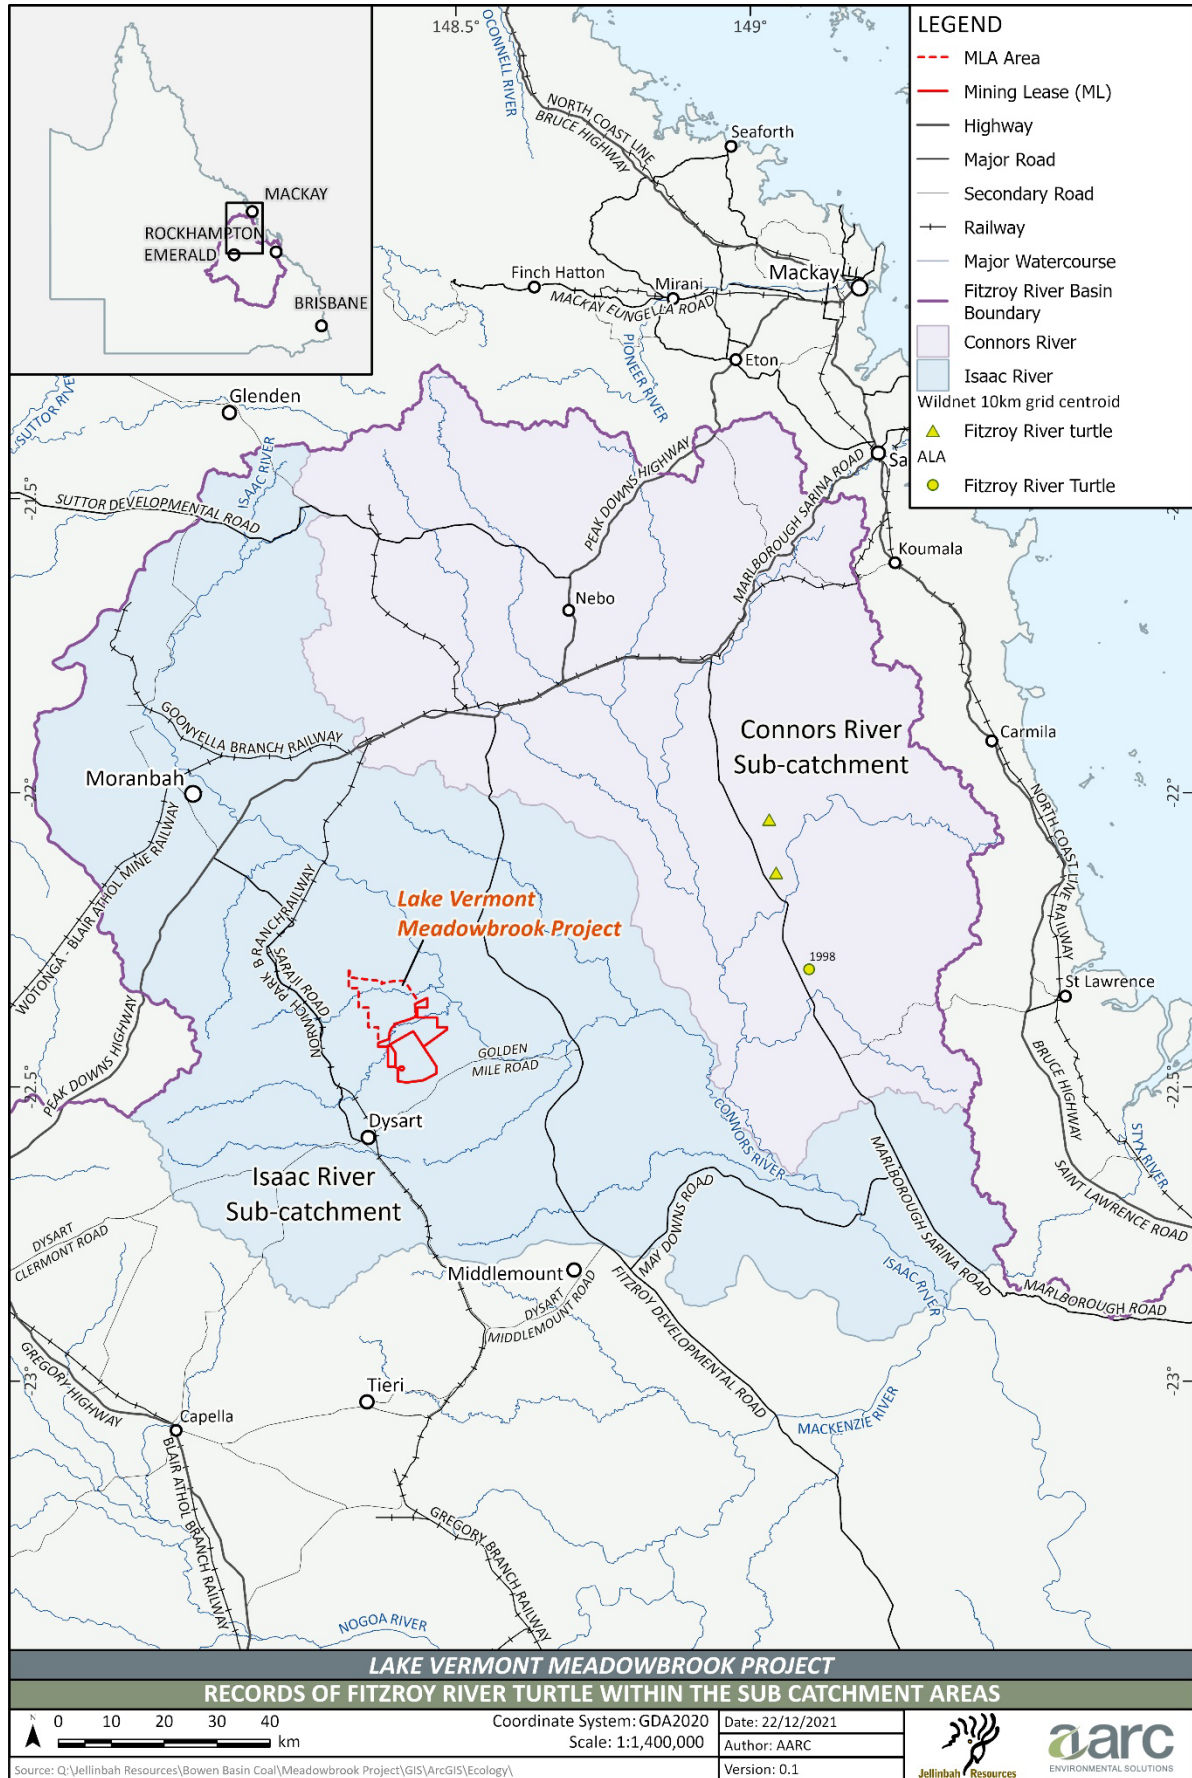 148.5°
149°
OCONNELL RIVER
NORTH COAST LINE
BRUCE HIGHWAY
Seaforth
Finch Hatton
Mirani
Mackay
MACKAY EUNGELLA ROAD
PIONEER RIVER
Eton
MACKAY
ROCKHAMPTON
EMERALD
BRISBANE
LEGEND
MLA Area
Mining Lease (ML)
Highway
Major Road
Secondary Road
Railway
Major Watercourse
Fitzroy River Basin
Boundary
Connors River
Isaac River
Wildnet 10km grid centroid
Fitzroy River turtle
ALA
Fitzroy River Turtle
SUTTOR RIVER
Glenden
ISAAC RIVER
SUTTOR DEVELOPMENTAL ROAD
PEAK DOWNS HIGHWAY
MARLBOROUGH SARINA ROAD
Sa
-21.5°
Koumala
Nebo
GOONYELLA BRANCH RAILWAY
Connors River
Sub-catchment
Carmila
Moranbah
-22°
-22°
NORTH COAST LINE RAILWAY
WOTONGA - BLAIR ATHOL MINE RAILWAY
Lake Vermont
Meadowbrook Project
NORWICH PARK BRANCH RAILWAY
SARAJI ROAD
1998
St Lawrence
PEAK DOWNS HIGHWAY
GOLDEN
MILE ROAD
-22.5°
-22.5°
BRUCE HIGHWAY
Dysart
CONNORS RIVER
STYX RIVER
Isaac River
Sub-catchment
MARLBOROUGH SARINA ROAD
SAINT LAWRENCE ROAD
DYSART
CLERMONT ROAD
MAY DOWNS ROAD
Middlemount
DYSART
MIDDLEMOUNT ROAD
FITZROY DEVELOPMENTAL ROAD
ISAAC RIVER
MARLBOROUGH ROAD
GREGORY HIGHWAY
Tieri
-23°
-23°
Capella
MACKENZIE RIVER
BLAIR ATHOL BRANCH RAILWAY
GREGORY BRANCH RAILWAY
NOGOA RIVER
LAKE VERMONT MEADOWBROOK PROJECT
RECORDS OF FITZROY RIVER TURTLE WITHIN THE SUB CATCHMENT AREAS
N
0 10 20 30 40
km
Coordinate System: GDA2020
Scale: 1:1,400,000
Date: 22/12/2021
Author: AARC
Version: 0.1
Source: Q:\Jellinbah Resources\Bowen Basin Coal\Meadowbrook Project\GIS\ArcGIS\Ecology\
Jellinbah Resources
aarc
ENVIRONMENTAL SOLUTIONS